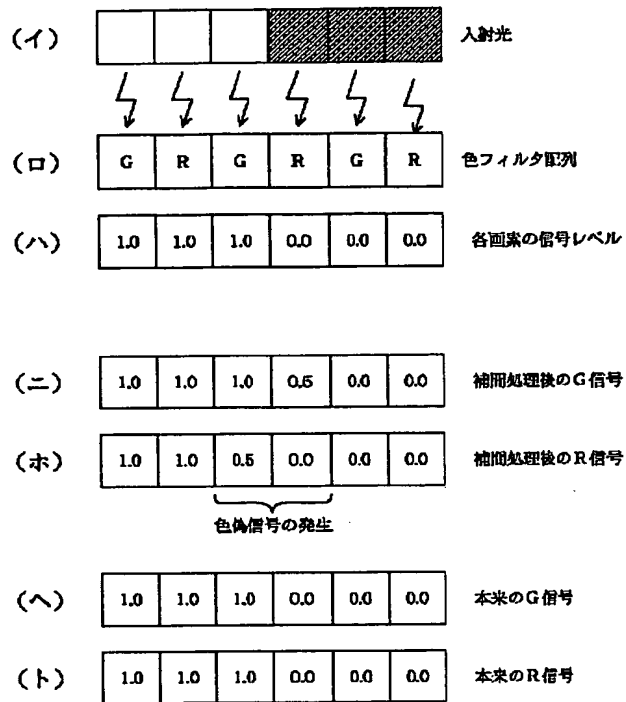 (イ) 入射光
(ロ) G R G R G R 色フィルタ配列
(ハ) 1.0 1.0 1.0 0.0 0.0 0.0 各画素の信号レベル
(ニ) 1.0 1.0 1.0 0.5 0.0 0.0 補間処理後のG信号
(ホ) 1.0 1.0 0.5 0.0 0.0 0.0 補間処理後のR信号
色偽信号の発生
(ヘ) 1.0 1.0 1.0 0.0 0.0 0.0 本来のG信号
(ト) 1.0 1.0 1.0 0.0 0.0 0.0 本来のR信号